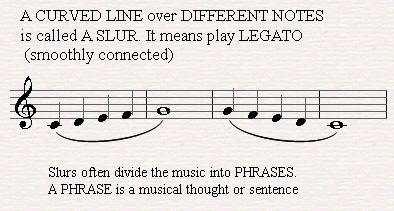 A CURVED LINE over DIFFERENT NOTES
is called A SLUR. It means play LEGATO
(smoothly connected)
Slurs often divide the music into PHRASES.
A PHRASE is a musical thought or sentence